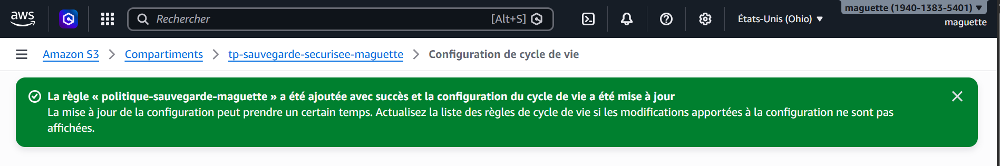 aws
Rechercher [Alt+S]
États-Unis (Ohio) ▼
maguette (1940-1383-5401) ▼
maguette
Amazon S3 > Compartiments > tp-sauvegarde-securisee-maguette > Configuration de cycle de vie
La règle « politique-sauvegarde-maguette » a été ajoutée avec succès et la configuration du cycle de vie a été mise à jour
La mise à jour de la configuration peut prendre un certain temps. Actualisez la liste des règles de cycle de vie si les modifications apportées à la configuration ne sont pas
affichées.